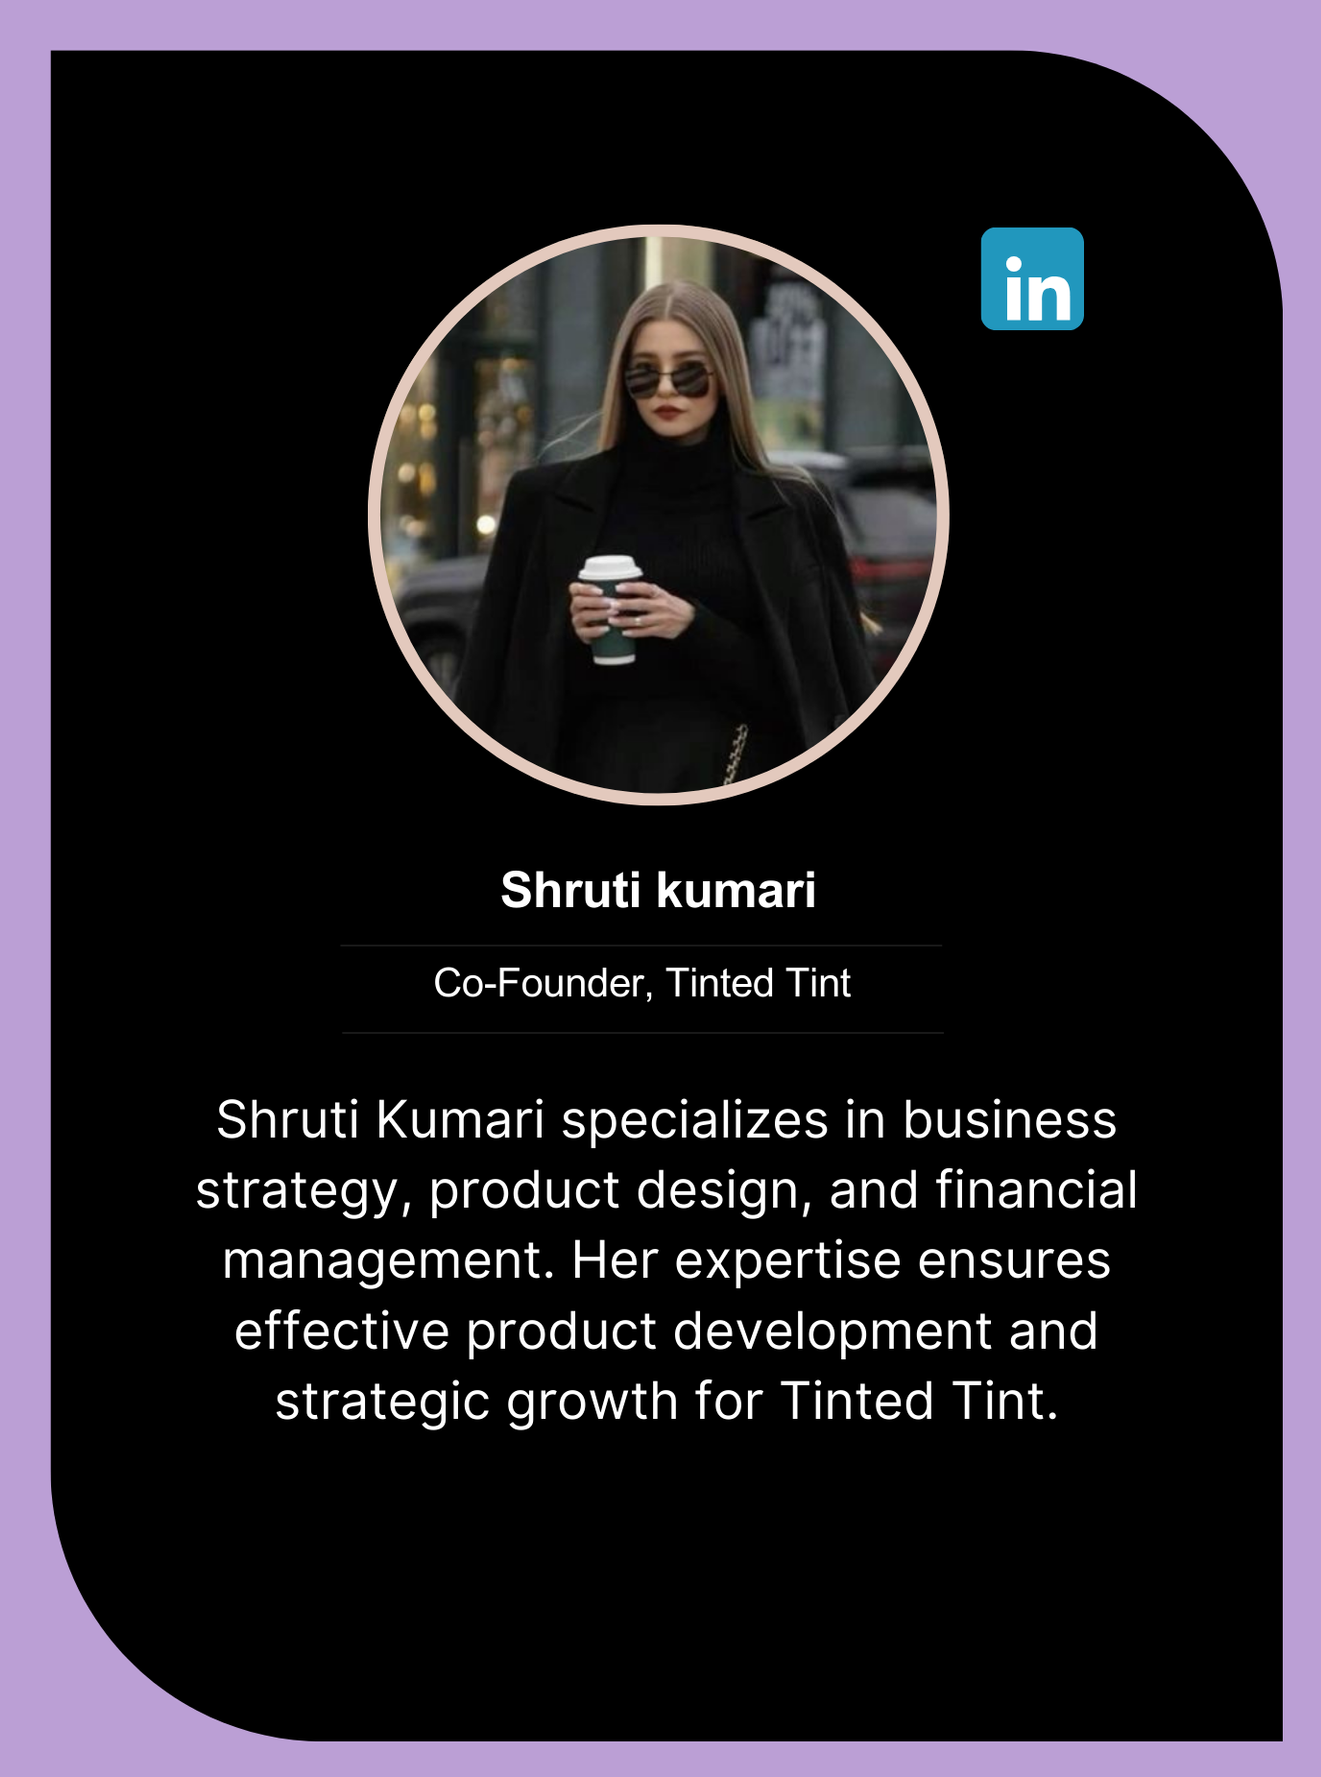 in
Shruti kumari
Co-Founder, Tinted Tint
Shruti Kumari specializes in business
strategy, product design, and financial
management. Her expertise ensures
effective product development and
strategic growth for Tinted Tint.